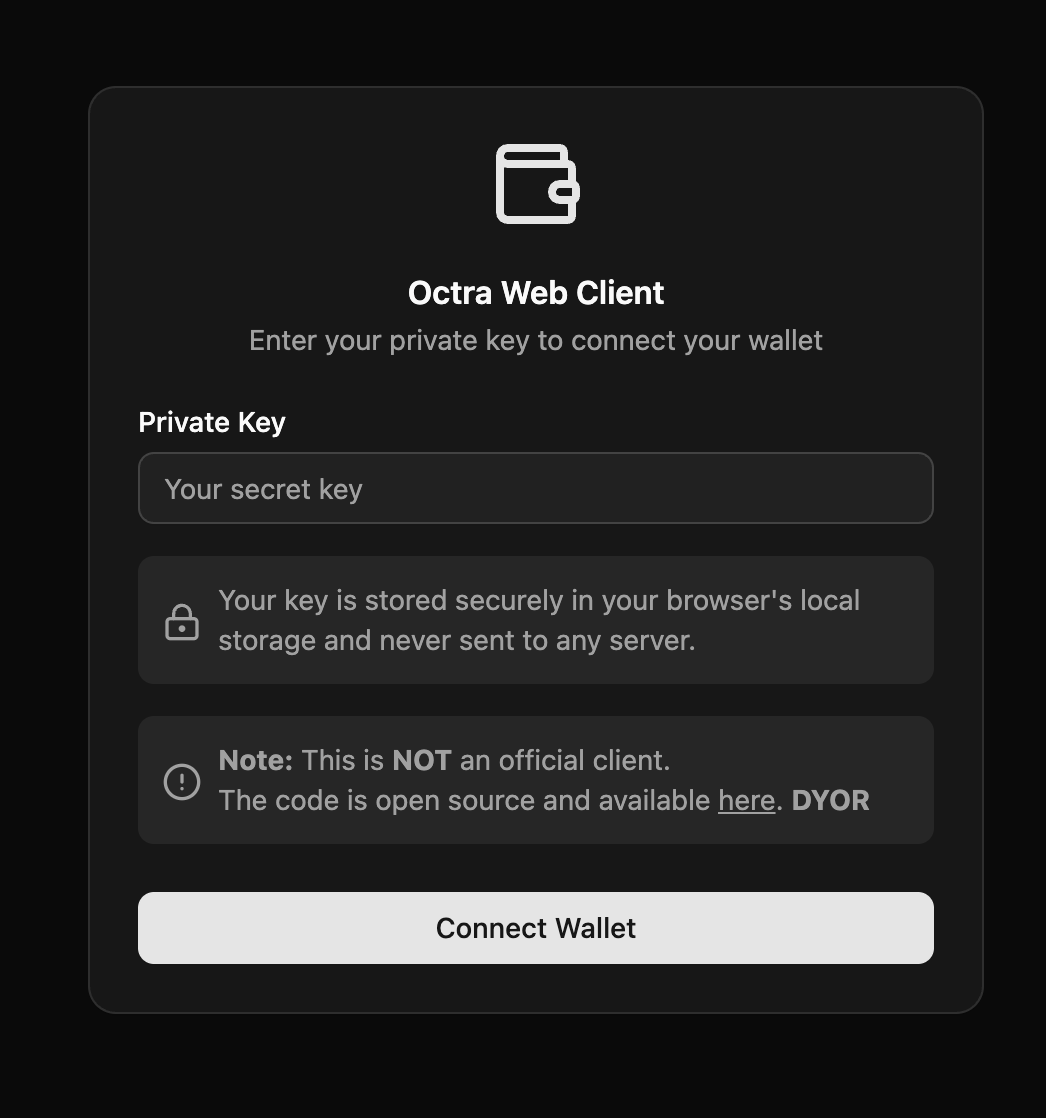 Octra Web Client
Enter your private key to connect your wallet
Private Key
Your secret key
Your key is stored securely in your browser's local
storage and never sent to any server.
Note: This is NOT an official client.
The code is open source and available here. DYOR
Connect Wallet